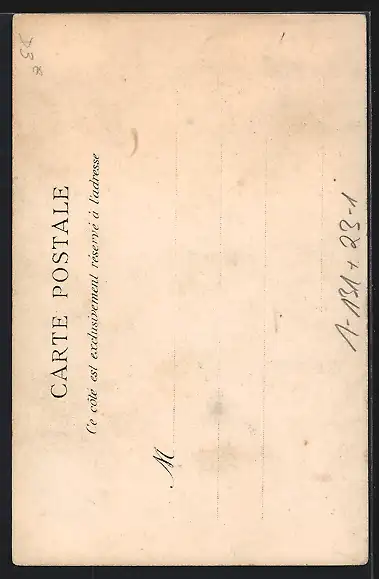 CARTE POSTALE
Ce côté est exclusivement réservé à l'adresse
M
1-131+23-1